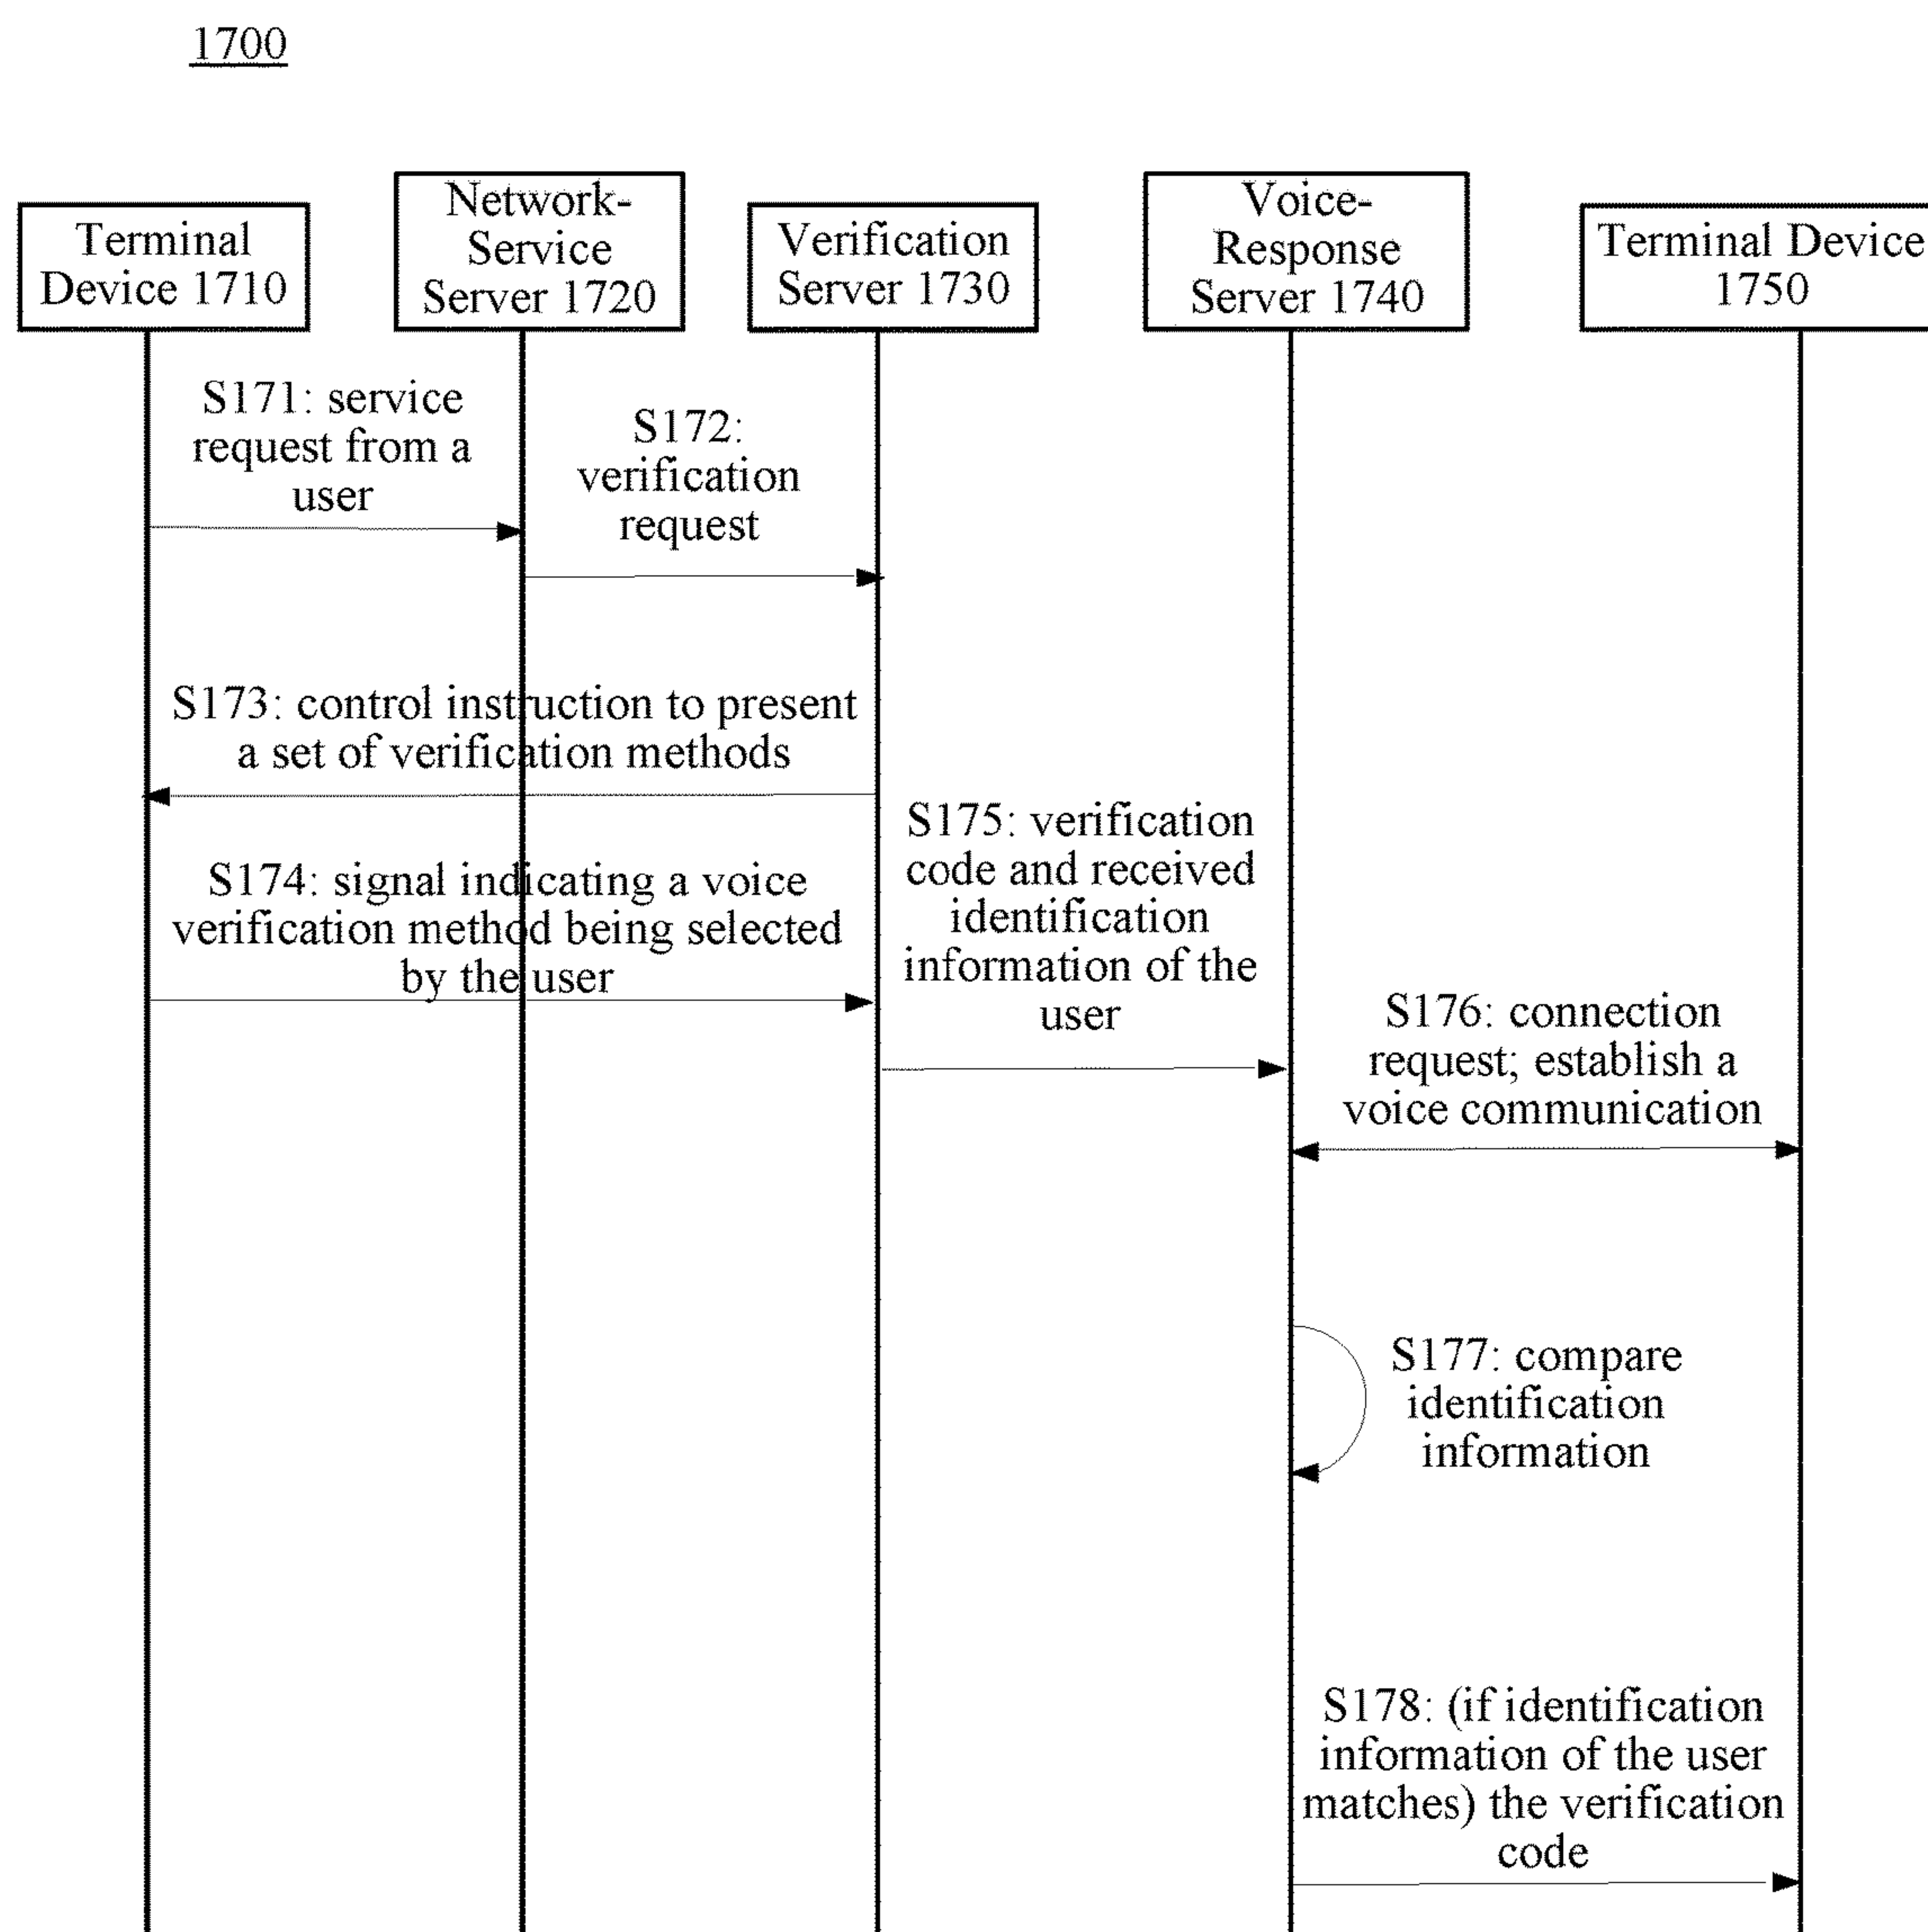 1700
Terminal
Device 1710
Network-
Service
Server 1720
Verification
Server 1730
Voice-
Response
Server 1740
Terminal Device
1750
S171: service
request from a
user
S172:
verification
request
S173: control instruction to present
a set of verification methods
S174: signal indicating a voice
verification method being selected
by the user
S175: verification
code and received
identification
information of the
user
S176: connection
request; establish a
voice communication
S177: compare
identification
information
S178: (if identification
information of the user
matches) the verification
code